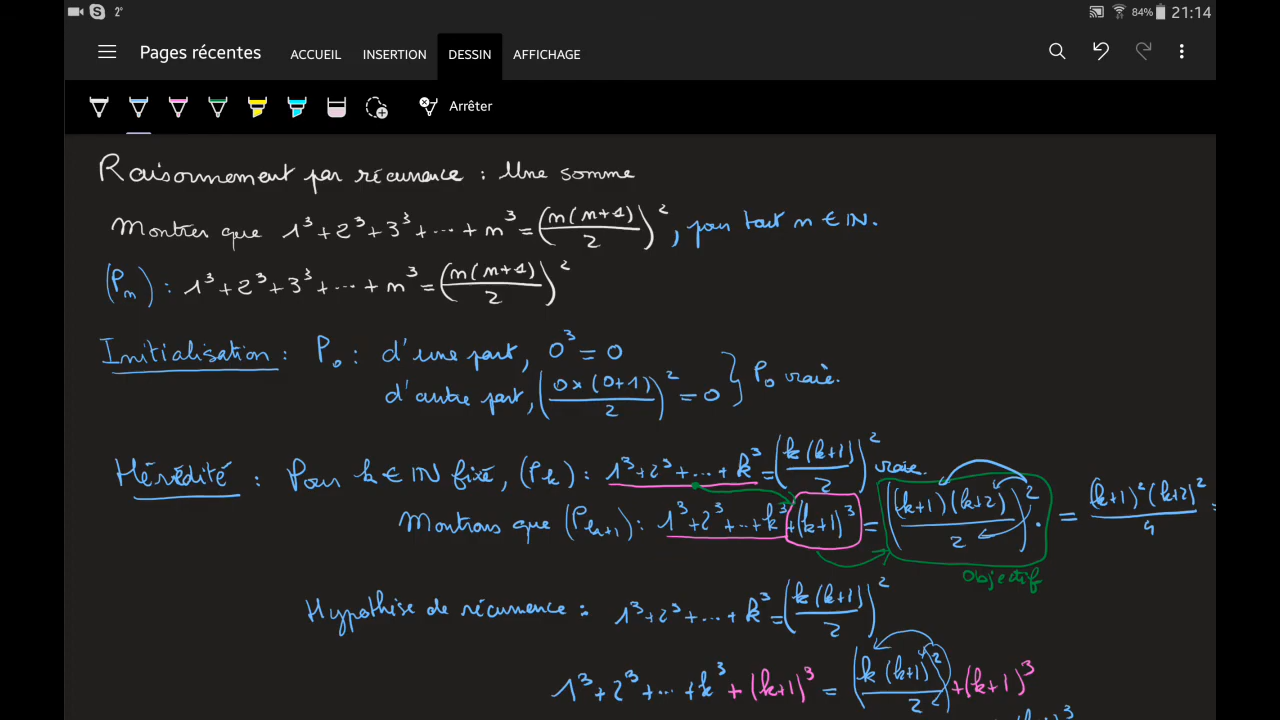 2° 84% 21:14
Pages récentes ACCUEIL INSERTION DESSIN AFFICHAGE
Arrêter
Raisonnement par récurrence : Une somme
Montrer que 1³+2³+3³+...+n³=(n(n+1)/2)², pour tout n∈ℕ.
(Pₙ) : 1³+2³+3³+...+n³=(n(n+1)/2)²
Initialisation : P₀ : d'une part, 0³=0
d'autre part, (0×(0+1)/2)²=0 } P₀ vraie.
Hérédité : Pour k∈ℕ fixé, (Pk) : 1³+2³+...+k³=(k(k+1)/2)² vraie.
Montrons que (Pk+1) : 1³+2³+...+k³+(k+1)³=((k+1)(k+2)/2)². = (k+1)²(k+2)²/4 =
Objectif
Hypothèse de récurrence : 1³+2³+...+k³=(k(k+1)/2)²
1³+2³+...+k³+(k+1)³=(k(k+1)/2)²+(k+1)³